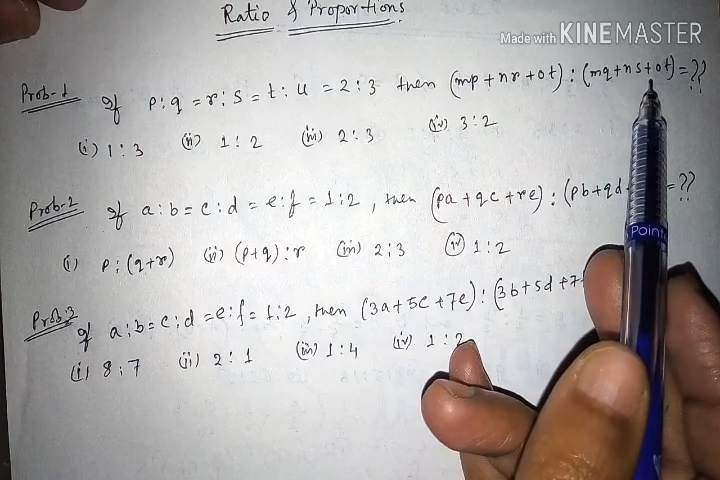 Ratio & Proportions
Made with KINEMASTER
Prob-1 If p:q = r:s = t:u = 2:3 then (mp+nr+ot):(mq+ns+ot)=??
(i) 1:3 (ii) 1:2 (iii) 2:3 (iv) 3:2
Prob-2 If a:b = c:d = e:f = 1:2, then (pa+qc+re):(pb+qd+ =??
(i) p:(q+r) (ii) (p+q):r (iii) 2:3 (iv) 1:2
Prob-3 If a:b = c:d = e:f = 1:2, then (3a+5c+7e):(3b+5d+7
(i) 8:7 (ii) 2:1 (iii) 1:4 (iv) 1:2
Point